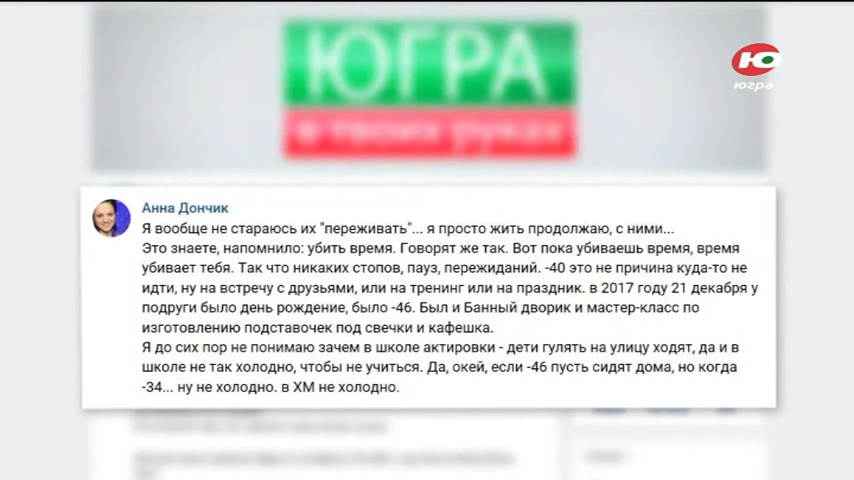 ЮГРА
в твоих руках
Ю
югра
Анна Дончик
Я вообще не стараюсь их "переживать"... я просто жить продолжаю, с ними...
Это знаете, напомнило: убить время. Говорят же так. Вот пока убиваешь время, время
убивает тебя. Так что никаких стопов, пауз, пережиданий. -40 это не причина куда-то не
идти, ну на встречу с друзьями, или на тренинг или на праздник. в 2017 году 21 декабря у
подруги было день рождение, было -46. Был и Банный дворик и мастер-класс по
изготовлению подставочек под свечки и кафешка.
Я до сих пор не понимаю зачем в школе актировки - дети гулять на улицу ходят, да и в
школе не так холодно, чтобы не учиться. Да, окей, если -46 пусть сидят дома, но когда
-34... ну не холодно. в ХМ не холодно.